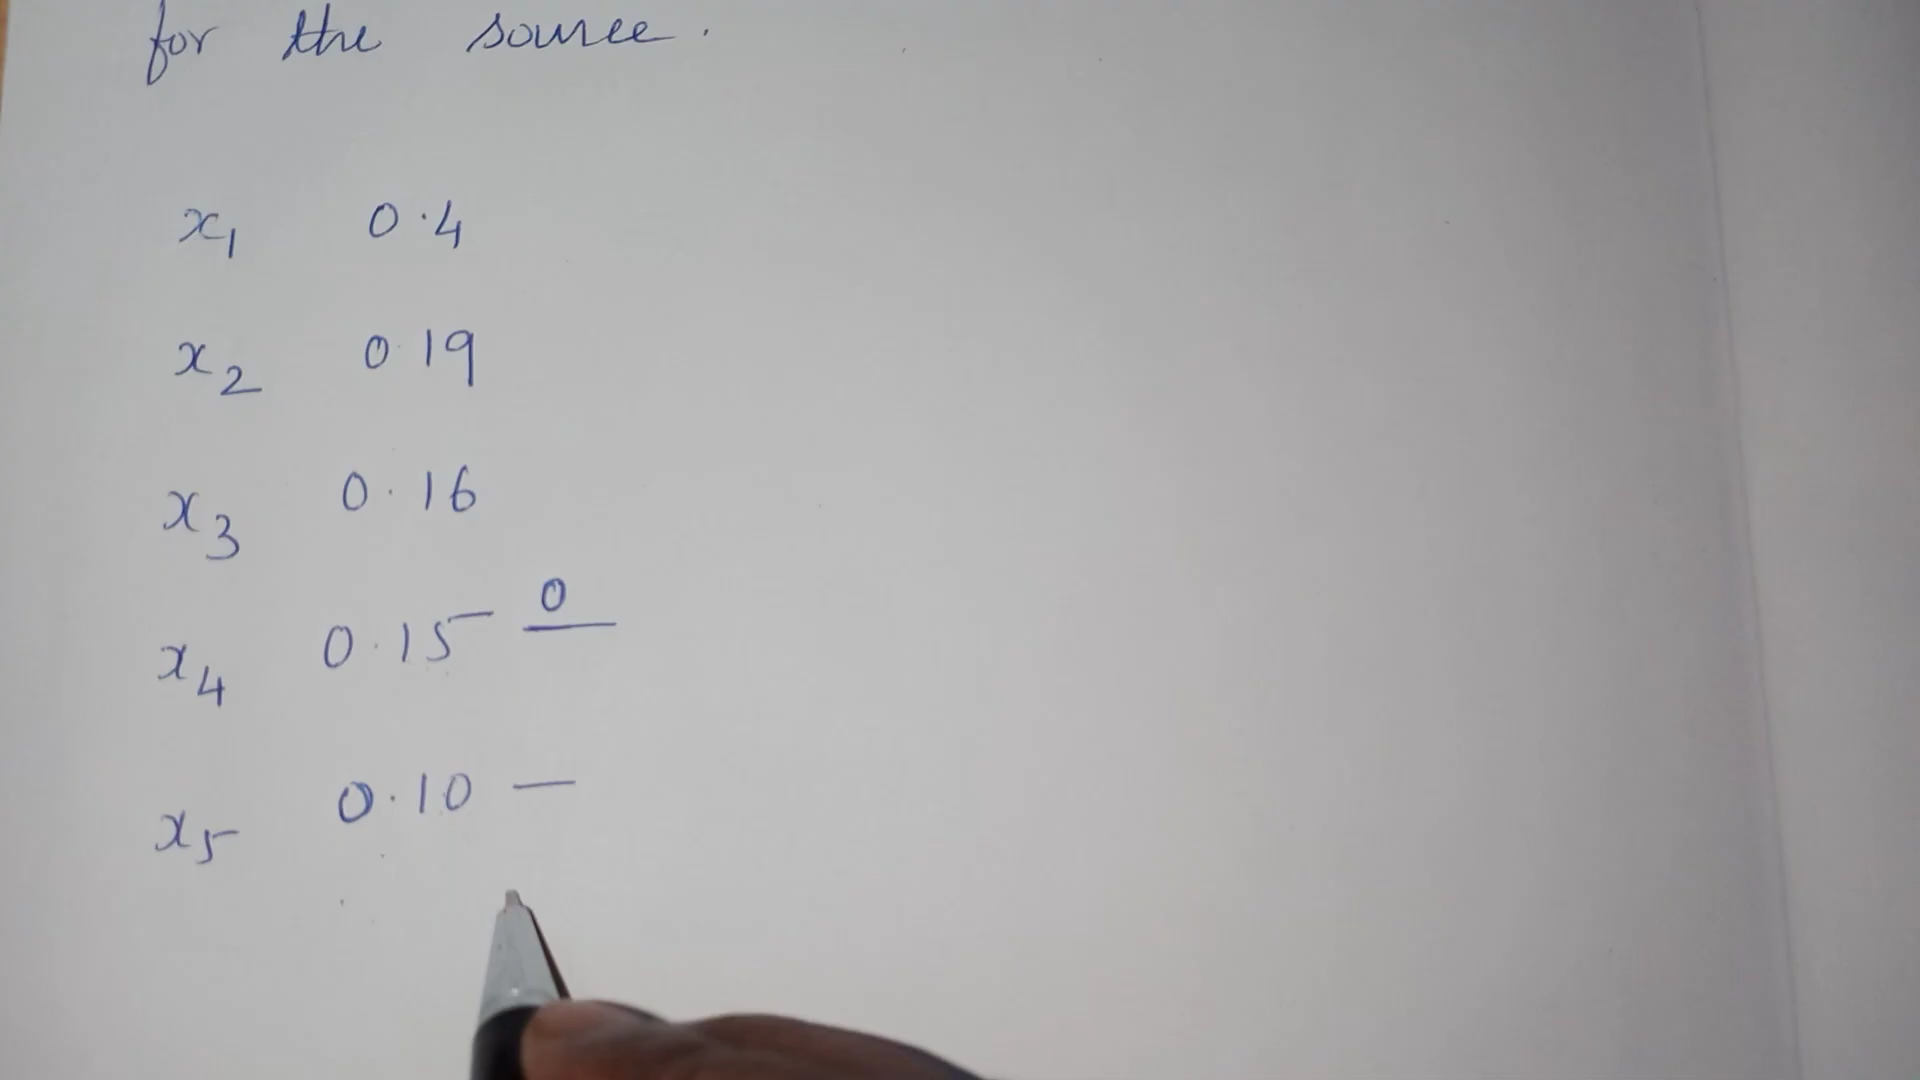 for the source.
x1 0.4
x2 0.19
x3 0.16
x4 0.15 — 0
x5 0.10 —